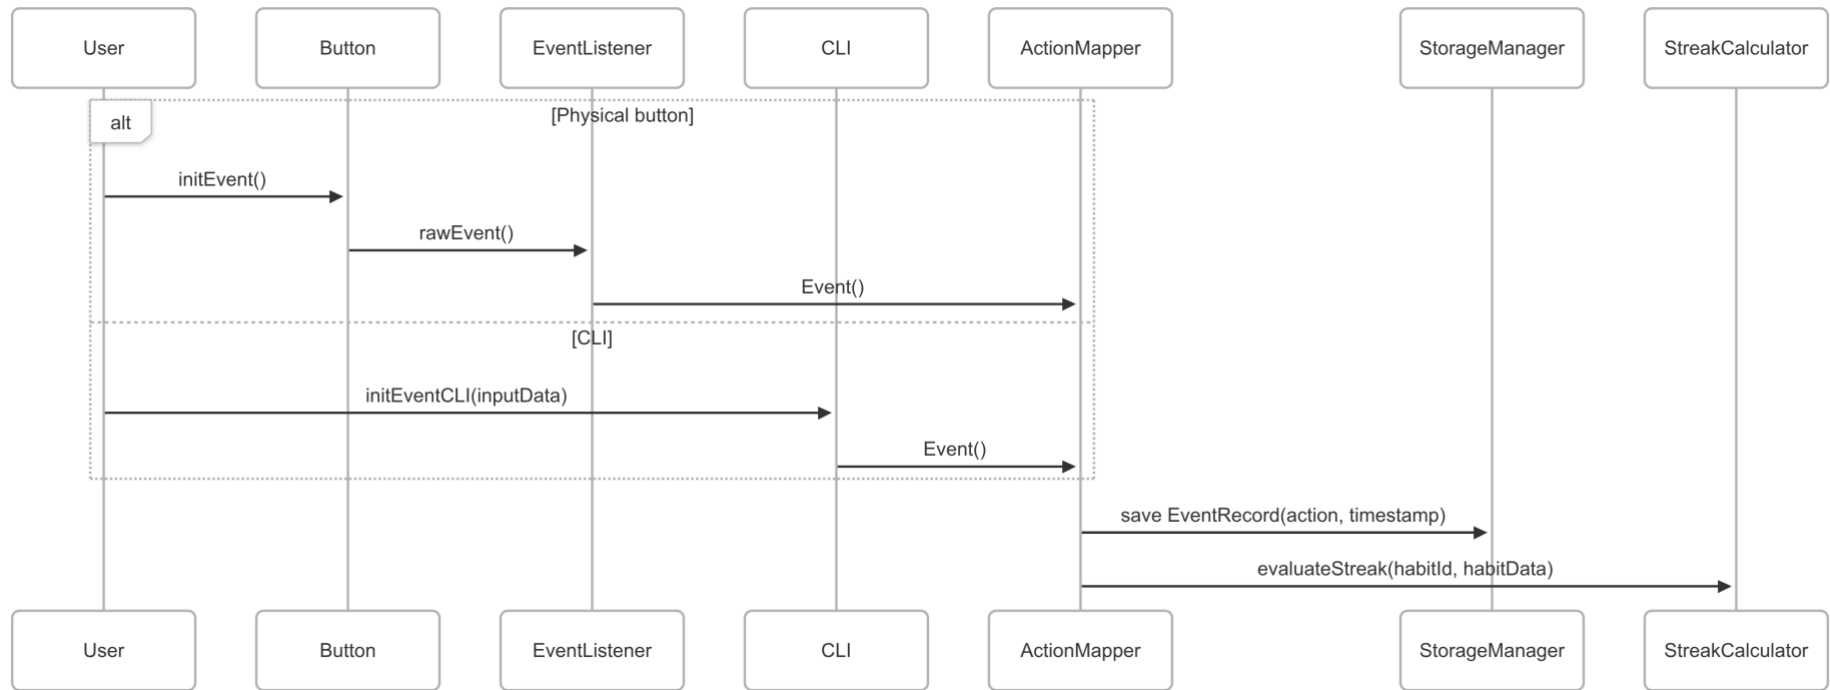 User
Button
EventListener
CLI
ActionMapper
StorageManager
StreakCalculator
alt
[Physical button]
initEvent()
rawEvent()
Event()
[CLI]
initEventCLI(inputData)
Event()
save EventRecord(action, timestamp)
evaluateStreak(habitId, habitData)
User
Button
EventListener
CLI
ActionMapper
StorageManager
StreakCalculator